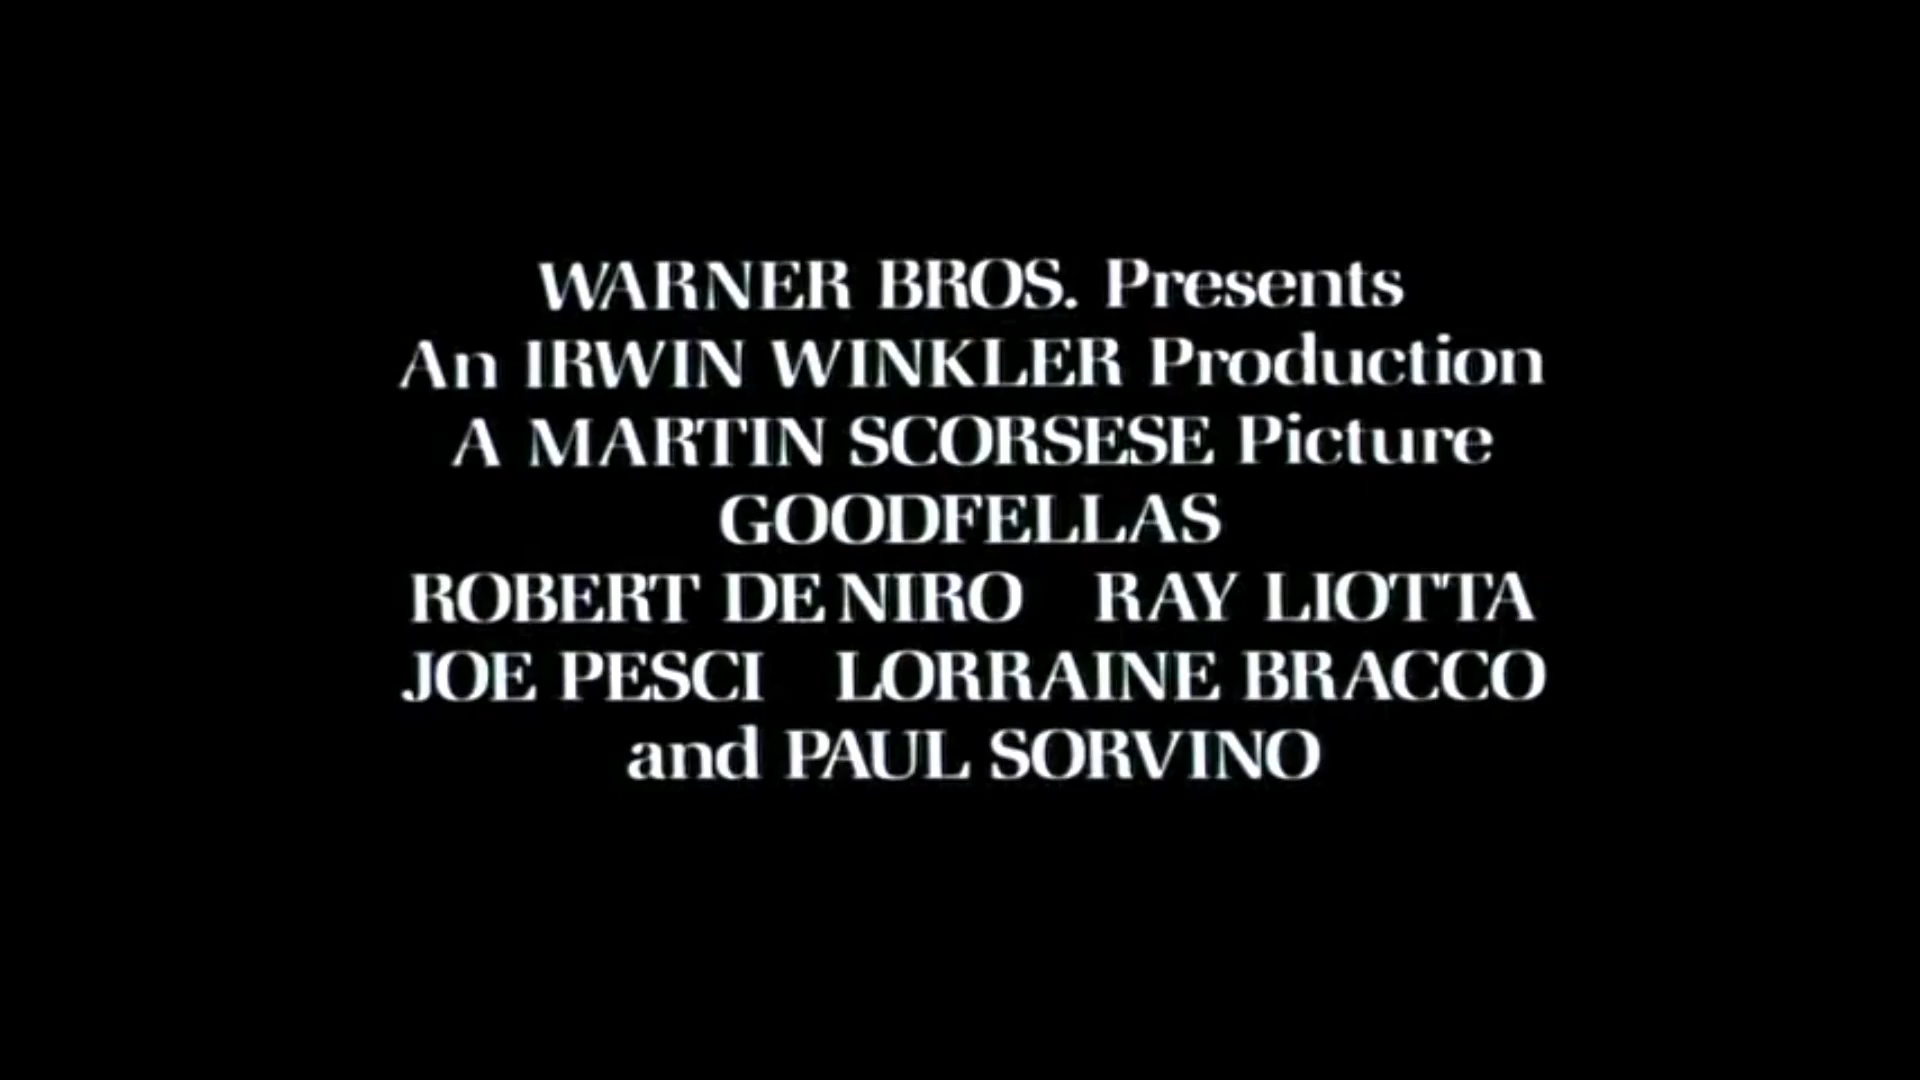 WARNER BROS. Presents
An IRWIN WINKLER Production
A MARTIN SCORSESE Picture
GOODFELLAS
ROBERT DE NIRO RAY LIOTTA
JOE PESCI LORRAINE BRACCO
and PAUL SORVINO